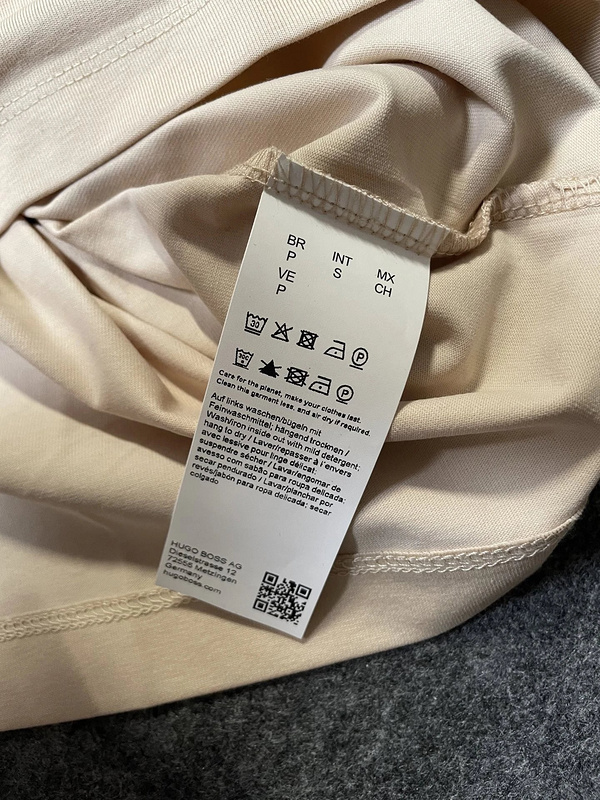 BR
P
INT
S
MX
CH
VE
P
30
P
30C
P
Care for the planet, make your clothes last.
Clean this garment less, and air dry if required.
Auf links waschen/bügeln mit
Feinwaschmittel; hängend trocknen /
Wash/iron inside out with mild detergent;
hang to dry / Laver/repasser à l'envers
avec lessive pour linge délicat;
suspendre sécher / Lavar/engomar de
avesso com sabão para roupa delicada;
secar pendurado / Lavar/planchar por
revés/jabón para ropa delicada; secar
colgado
HUGO BOSS AG
Dieselstrasse 12
72555 Metzingen
Germany
hugoboss.com